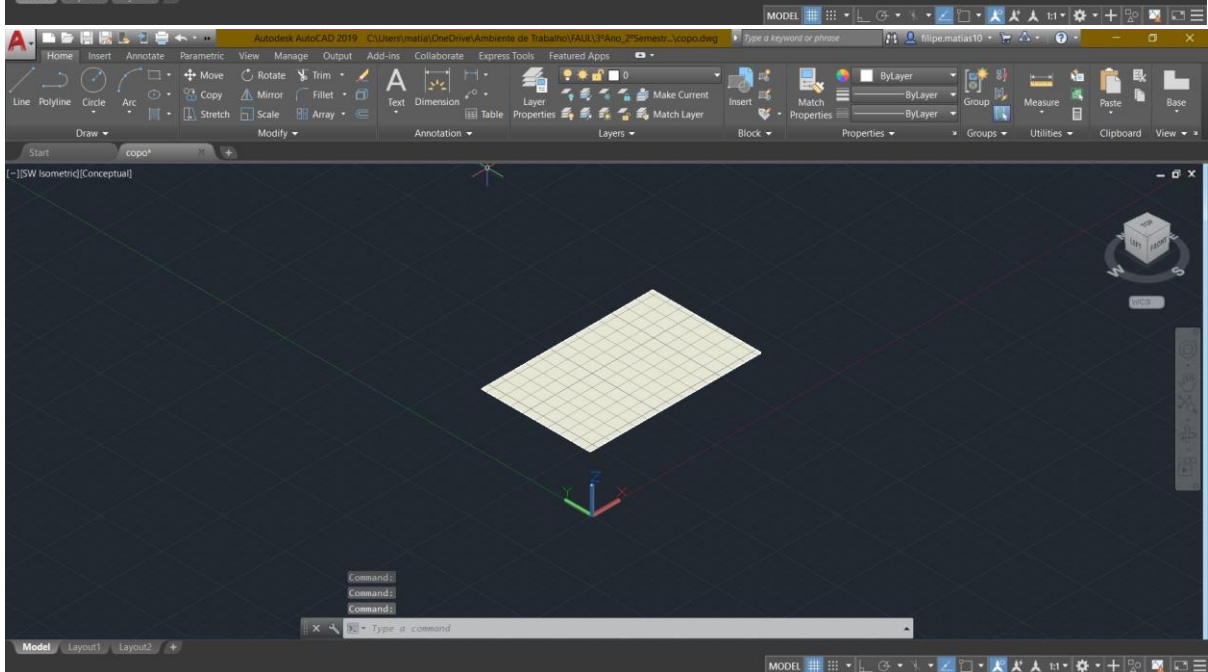 MODEL 1:1
Autodesk AutoCAD 2019 C:\Users\matia\OneDrive\Ambiente de Trabalho\FAUL\3ºAno_2ºSemestr...\copo.dwg Type a keyword or phrase filipe.matias10
Home Insert Annotate Parametric View Manage Output Add-ins Collaborate Express Tools Featured Apps
Move Rotate Trim 0 ByLayer
Copy Mirror Fillet Make Current ByLayer
Line Polyline Circle Arc Text Dimension Layer Properties Insert Match Properties Group Measure Paste Base
Stretch Scale Array Table Match Layer ByLayer
Draw Modify Annotation Layers Block Properties Groups Utilities Clipboard View
Start copo*
[–][SW Isometric][Conceptual]
TOP
LEFT FRONT
W S
WCS
Z
Y X
Command:
Command:
Command:
Type a command
Model Layout1 Layout2 +
MODEL 1:1